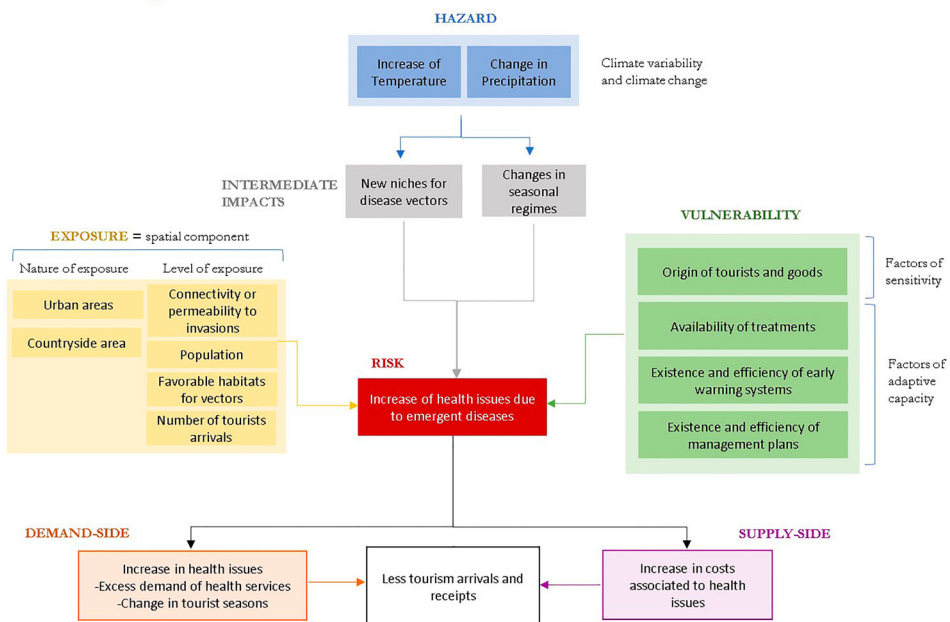 HAZARD
Increase of
Temperature
Change in
Precipitation
Climate variability
and climate change
INTERMEDIATE
IMPACTS
New niches for
disease vectors
Changes in
seasonal
regimes
EXPOSURE = spatial component
Nature of exposure
Level of exposure
Urban areas
Countryside area
Connectivity or
permeability to
invasions
Population
Favorable habitats
for vectors
Number of tourists
arrivals
VULNERABILITY
Origin of tourists and goods
Factors of
sensitivity
Availability of treatments
Existence and efficiency of early
warning systems
Existence and efficiency of
management plans
Factors of
adaptive
capacity
RISK
Increase of health issues due
to emergent diseases
DEMAND-SIDE
Increase in health issues
-Excess demand of health services
-Change in tourist seasons
Less tourism arrivals and
receipts
SUPPLY-SIDE
Increase in costs
associated to health
issues